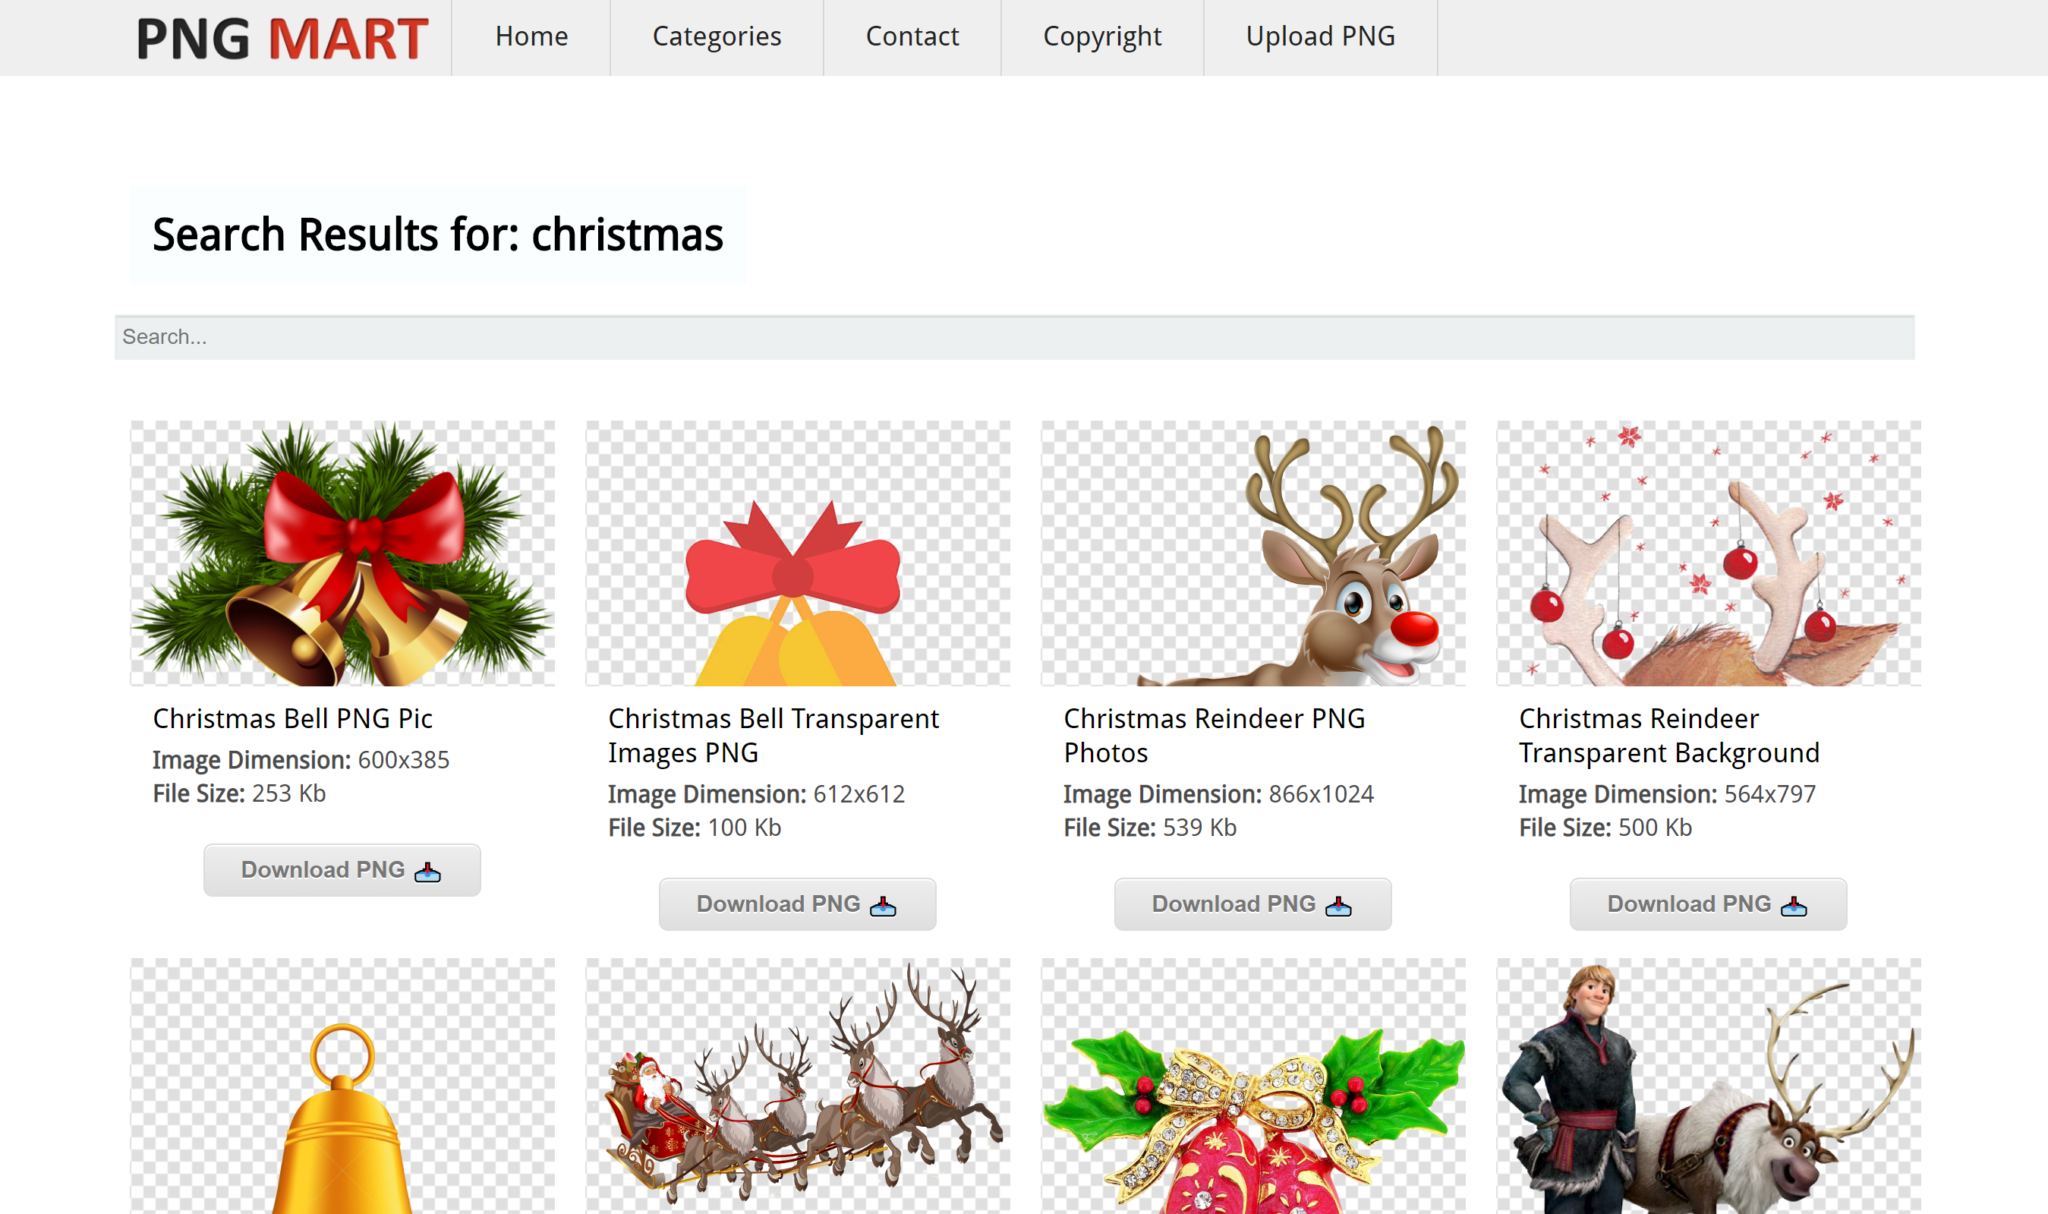 PNG MART
Home
Categories
Contact
Copyright
Upload PNG
Search Results for: christmas
Search...
Christmas Bell PNG Pic
Image Dimension: 600x385
File Size: 253 Kb
Download PNG
Christmas Bell Transparent
Images PNG
Image Dimension: 612x612
File Size: 100 Kb
Download PNG
Christmas Reindeer PNG
Photos
Image Dimension: 866x1024
File Size: 539 Kb
Download PNG
Christmas Reindeer
Transparent Background
Image Dimension: 564x797
File Size: 500 Kb
Download PNG